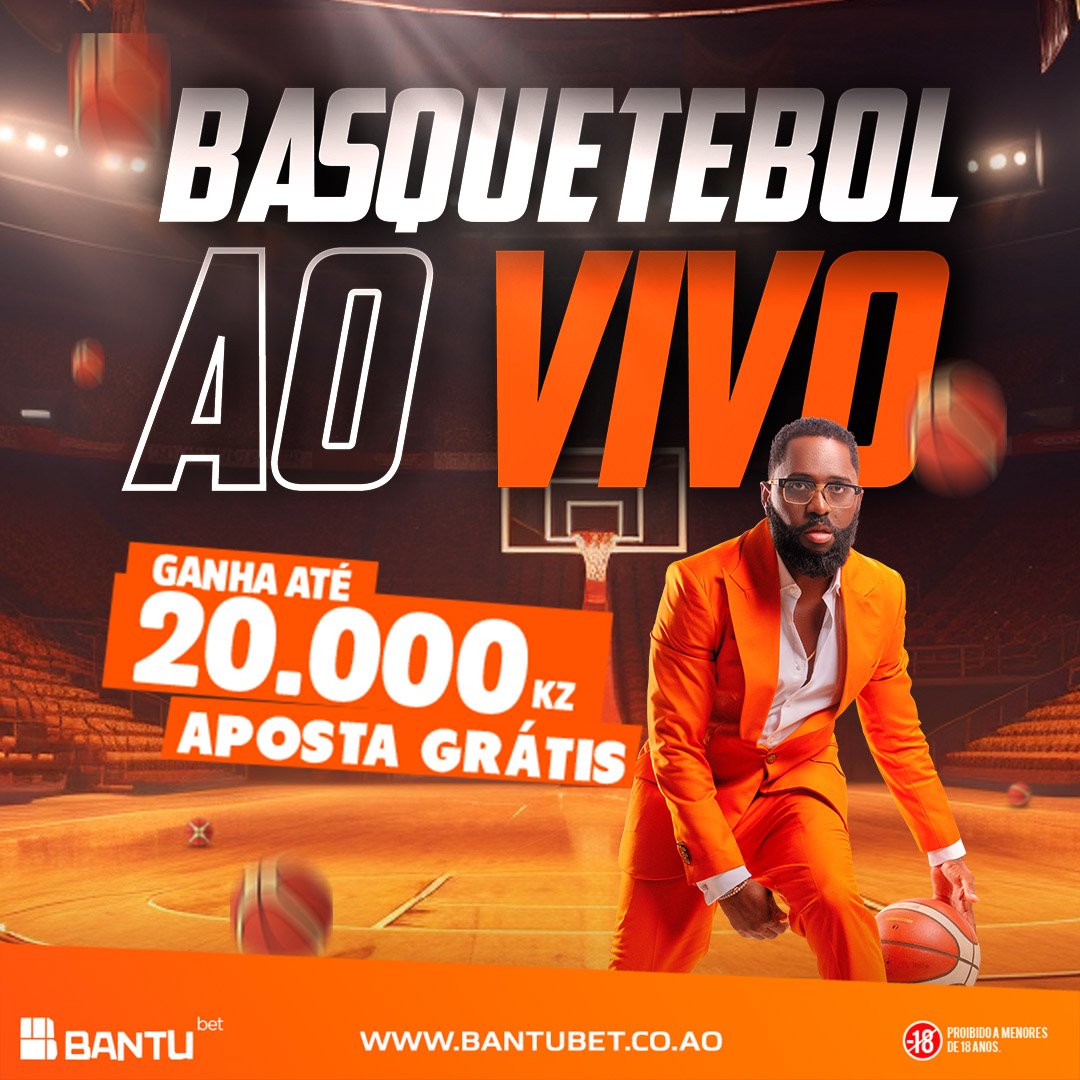 BASQUETEBOL
AO VIVO
GANHA ATÉ
20.000 KZ
APOSTA GRÁTIS
BANTU bet
WWW.BANTUBET.CO.AO
-18
PROIBIDO A MENORES
DE 18 ANOS.